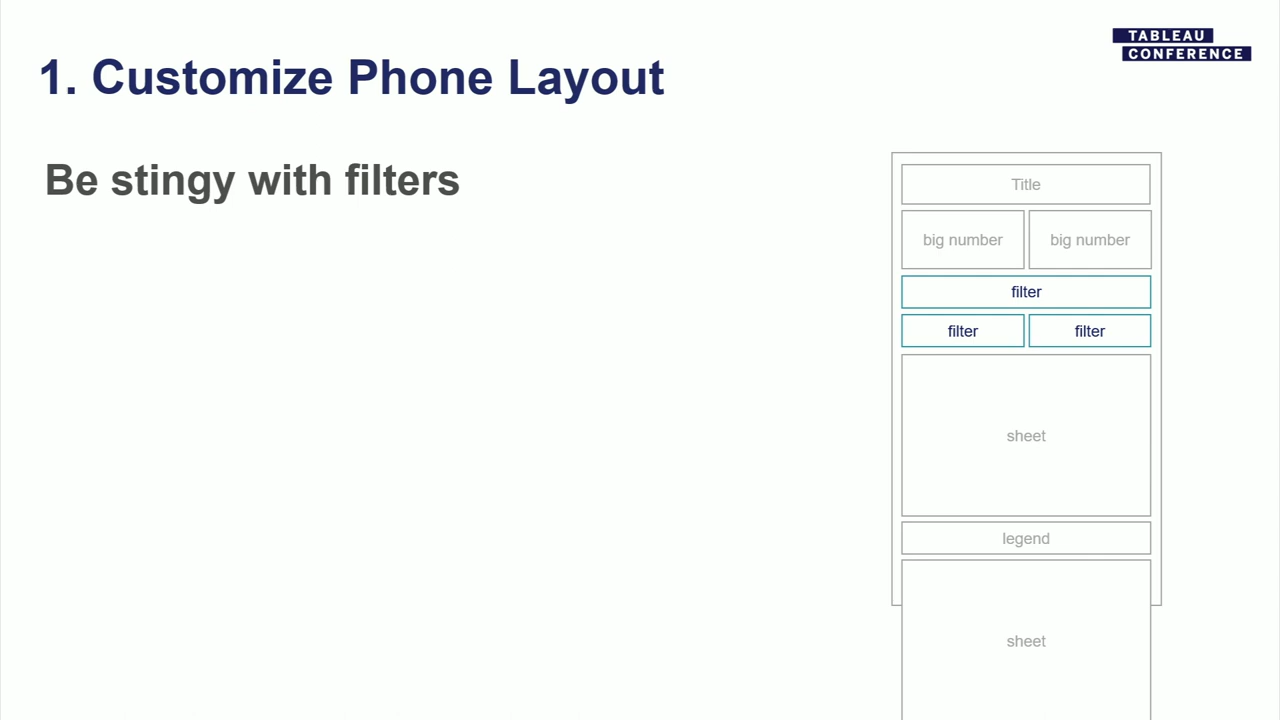 TABLEAU
CONFERENCE
1. Customize Phone Layout
Be stingy with filters
Title
big number big number
filter
filter filter
sheet
legend
sheet